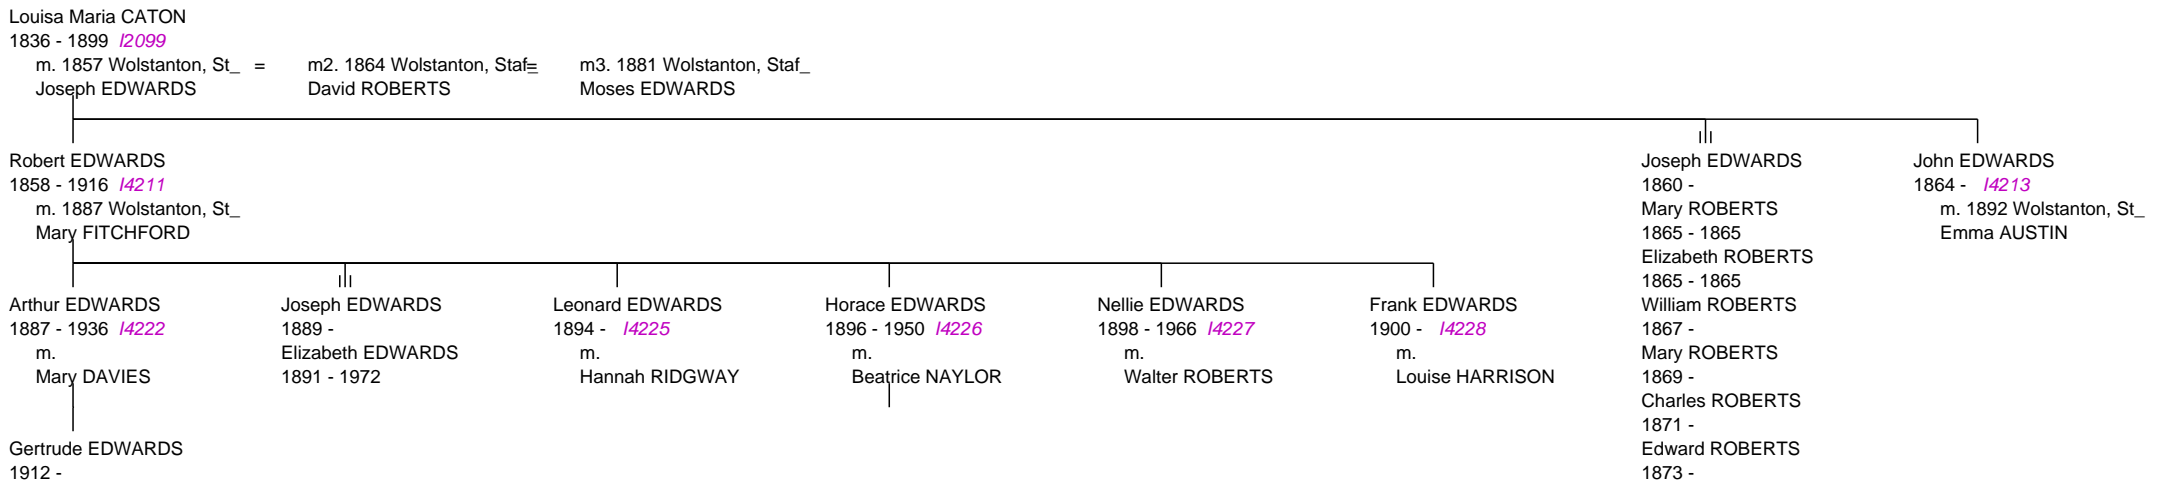 Louisa Maria CATON
1836 - 1899 I2099
m. 1857 Wolstanton, St_ = m2. 1864 Wolstanton, Staf= m3. 1881 Wolstanton, Staf_
Joseph EDWARDS David ROBERTS Moses EDWARDS
Robert EDWARDS
1858 - 1916 I4211
m. 1887 Wolstanton, St_
Mary FITCHFORD
Joseph EDWARDS
1860 -
Mary ROBERTS
1865 - 1865
Elizabeth ROBERTS
1865 - 1865
William ROBERTS
1867 -
Mary ROBERTS
1869 -
Charles ROBERTS
1871 -
Edward ROBERTS
1873 -
John EDWARDS
1864 - I4213
m. 1892 Wolstanton, St_
Emma AUSTIN
Arthur EDWARDS
1887 - 1936 I4222
m.
Mary DAVIES
Joseph EDWARDS
1889 -
Elizabeth EDWARDS
1891 - 1972
Leonard EDWARDS
1894 - I4225
m.
Hannah RIDGWAY
Horace EDWARDS
1896 - 1950 I4226
m.
Beatrice NAYLOR
Nellie EDWARDS
1898 - 1966 I4227
m.
Walter ROBERTS
Frank EDWARDS
1900 - I4228
m.
Louise HARRISON
Gertrude EDWARDS
1912 -